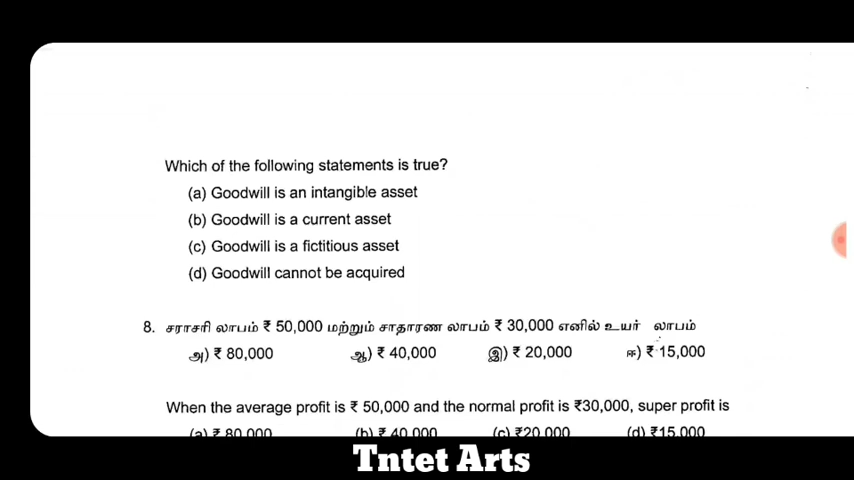 Which of the following statements is true?
(a) Goodwill is an intangible asset
(b) Goodwill is a current asset
(c) Goodwill is a fictitious asset
(d) Goodwill cannot be acquired
8. சராசரி லாபம் ₹ 50,000 மற்றும் சாதாரண லாபம் ₹ 30,000 எனில் உயர் லாபம்
அ) ₹ 80,000 ஆ) ₹ 40,000 இ) ₹ 20,000 ஈ) ₹ 15,000
When the average profit is ₹ 50,000 and the normal profit is ₹30,000, super profit is
(a) ₹ 80,000 (b) ₹ 40,000 (c) ₹20,000 (d) ₹15,000
Tntet Arts